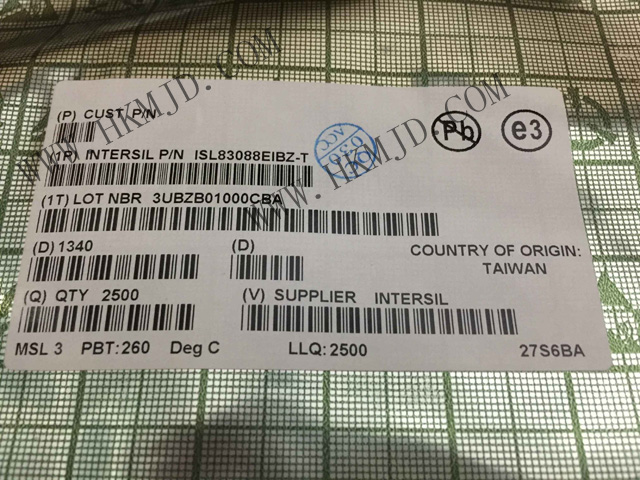 (P) CUST. P/N
(1P) INTERSIL P/N ISL83088EIBZ-T
(1T) LOT NBR 3UBZB01000CBA
(D) 1340
(D)
COUNTRY OF ORIGIN:
TAIWAN
(Q) QTY 2500
(V) SUPPLIER INTERSIL
MSL 3 PBT:260 Deg C LLQ:2500 27S6BA
Pb
e3
WWW.HKMJD.COM
WWW.HKMJD.COM